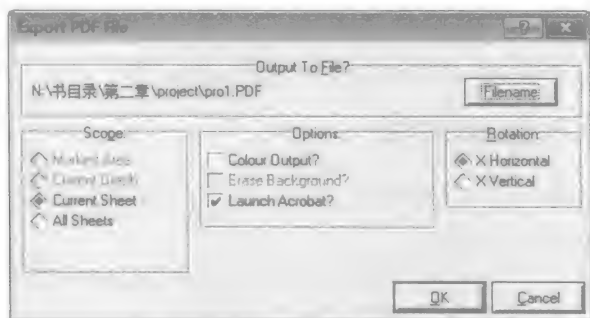 Export PDF File
Output To File?
N:\书目录\第二章\project\pro1.PDF
Filename
Scope
Options
Rotation
Marked Area
Colour Output?
X Horizontal
Erase Background?
X Vertical
Current Sheet
Launch Acrobat?
All Sheets
OK
Cancel